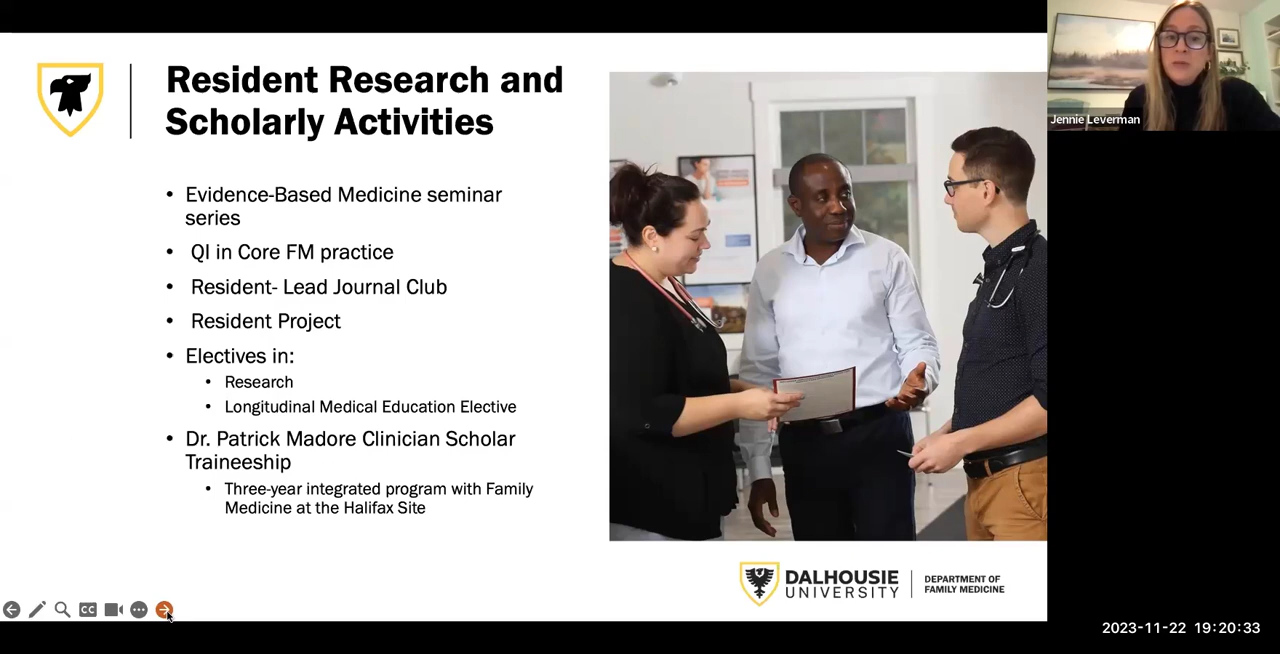 Resident Research and
Scholarly Activities
• Evidence-Based Medicine seminar
series
• QI in Core FM practice
• Resident- Lead Journal Club
• Resident Project
• Electives in:
• Research
• Longitudinal Medical Education Elective
• Dr. Patrick Madore Clinician Scholar
Traineeship
• Three-year integrated program with Family
Medicine at the Halifax Site
DALHOUSIE
UNIVERSITY
DEPARTMENT OF
FAMILY MEDICINE
CC
Jennie Leverman
2023-11-22 19:20:33